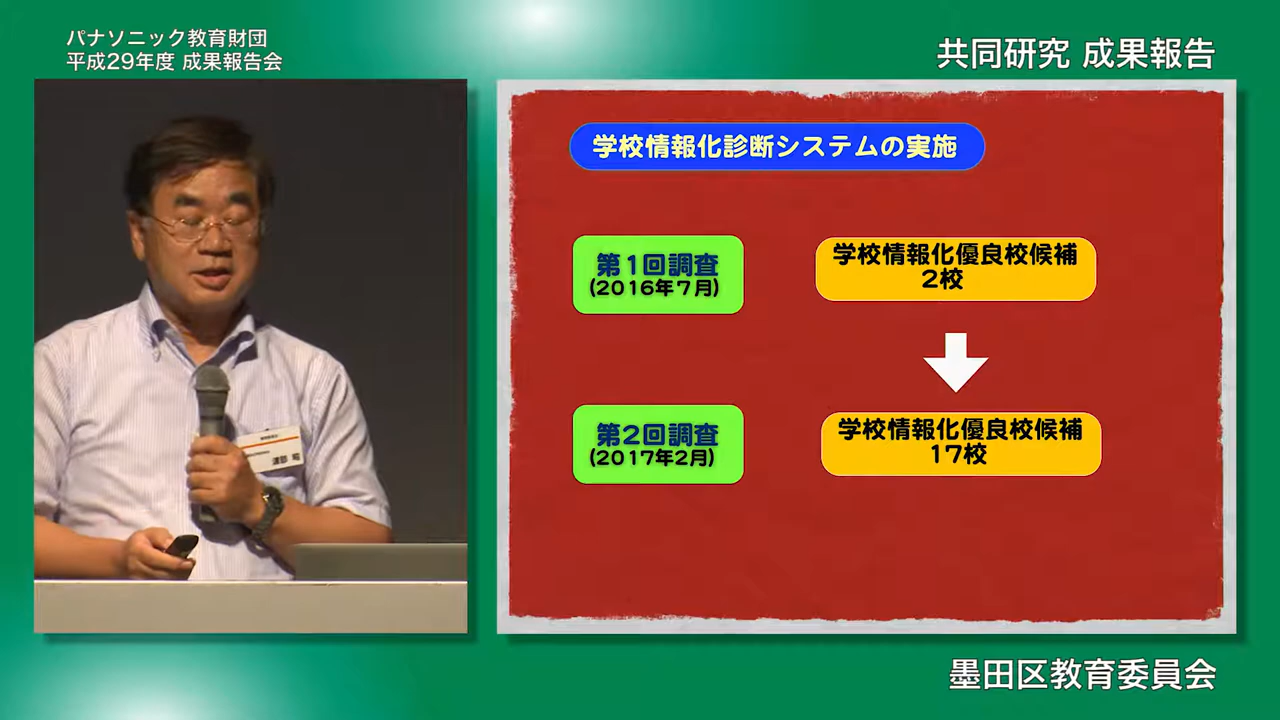 パナソニック教育財団
平成29年度 成果報告会
共同研究 成果報告
学校情報化診断システムの実施
第1回調査
(2016年7月)
学校情報化優良校候補
2校
第2回調査
(2017年2月)
学校情報化優良校候補
17校
墨田区教育委員会